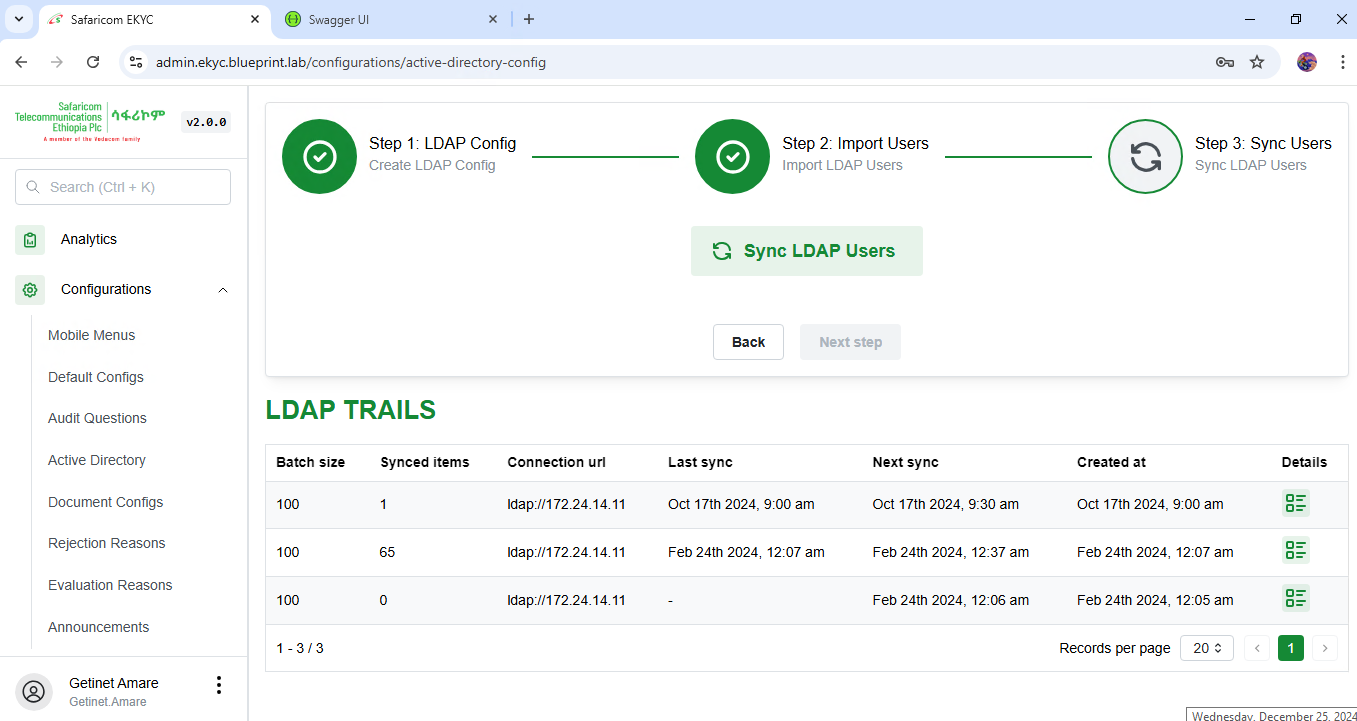 Safaricom EKYC
Swagger UI
admin.ekyc.blueprint.lab/configurations/active-directory-config
Safaricom
Telecommunications
Ethiopia Plc
ሳፋሪኮም
A member of the Vodacom family
v2.0.0
Search (Ctrl + K)
Analytics
Configurations
Mobile Menus
Default Configs
Audit Questions
Active Directory
Document Configs
Rejection Reasons
Evaluation Reasons
Announcements
Getinet Amare
Getinet.Amare
Step 1: LDAP Config
Create LDAP Config
Step 2: Import Users
Import LDAP Users
Step 3: Sync Users
Sync LDAP Users
Sync LDAP Users
Back Next step
LDAP TRAILS
Batch size Synced items Connection url Last sync Next sync Created at Details
100 1 ldap://172.24.14.11 Oct 17th 2024, 9:00 am Oct 17th 2024, 9:30 am Oct 17th 2024, 9:00 am
100 65 ldap://172.24.14.11 Feb 24th 2024, 12:07 am Feb 24th 2024, 12:37 am Feb 24th 2024, 12:07 am
100 0 ldap://172.24.14.11 - Feb 24th 2024, 12:06 am Feb 24th 2024, 12:05 am
1 - 3 / 3 Records per page 20 1
Wednesday, December 25, 2024